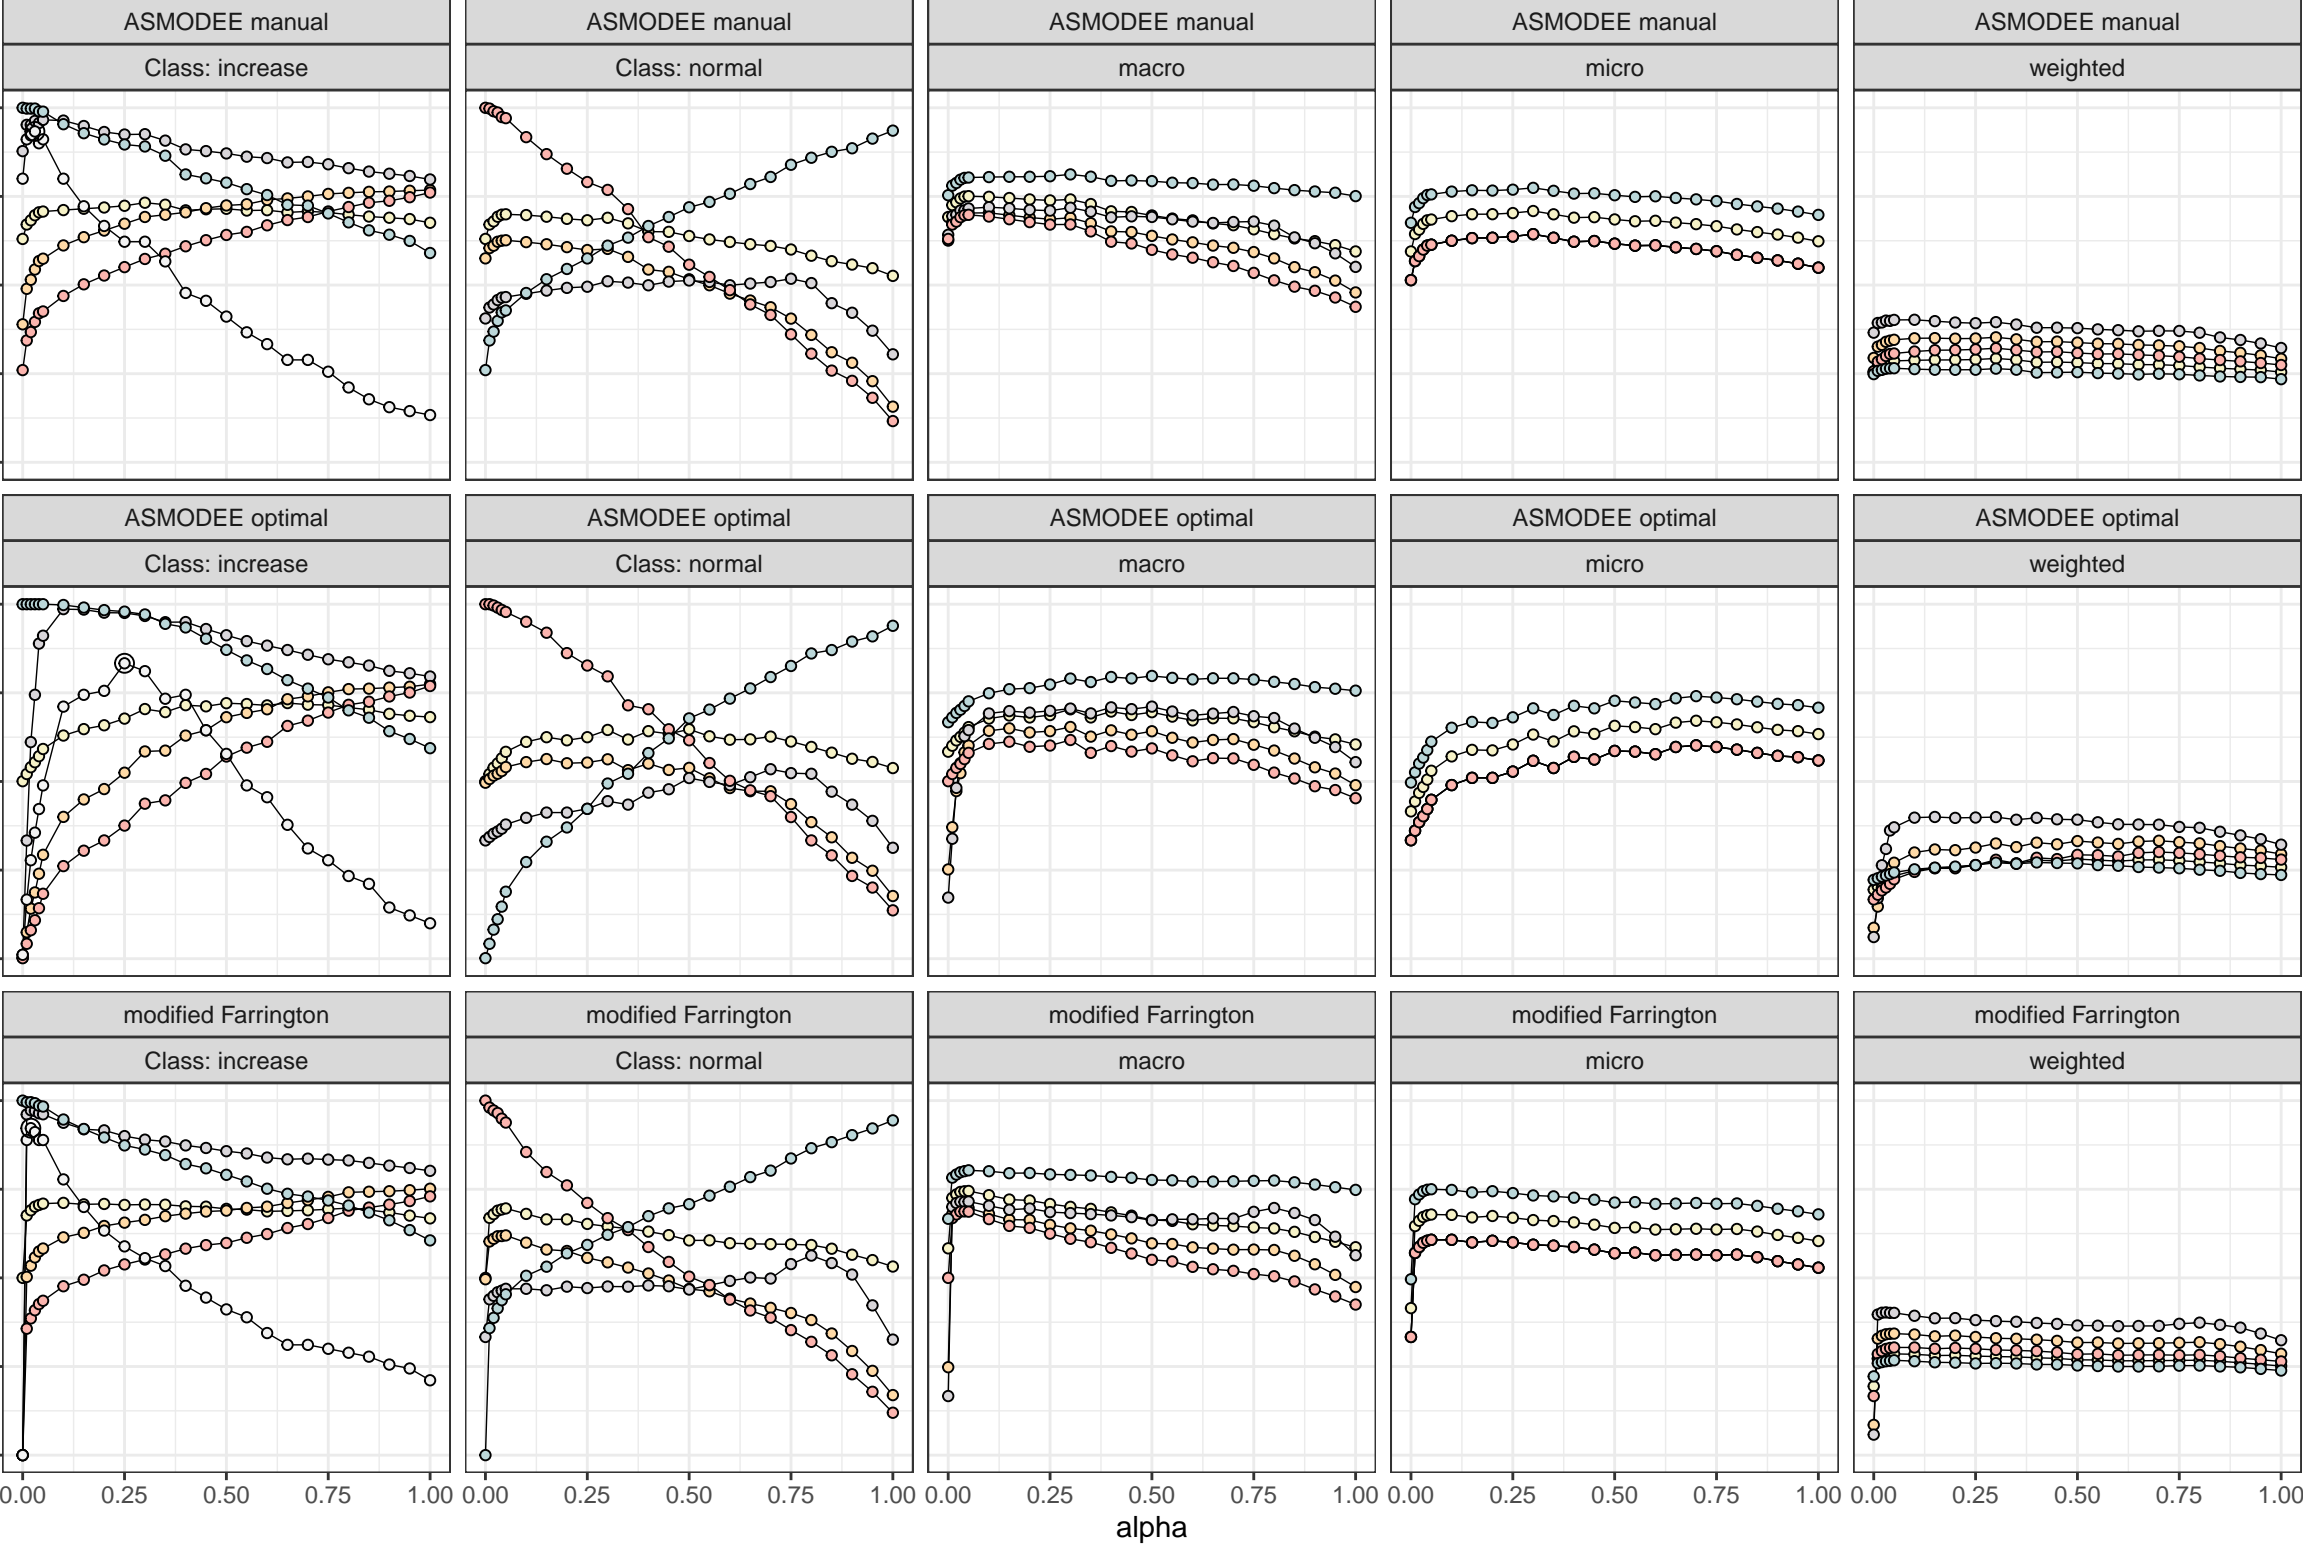 ASMODEE manual ASMODEE manual ASMODEE manual ASMODEE manual ASMODEE manual
Class: increase Class: normal macro micro weighted
ASMODEE optimal ASMODEE optimal ASMODEE optimal ASMODEE optimal ASMODEE optimal
Class: increase Class: normal macro micro weighted
modified Farrington modified Farrington modified Farrington modified Farrington modified Farrington
Class: increase Class: normal macro micro weighted
0.00 0.25 0.50 0.75 1.00 0.00 0.25 0.50 0.75 1.00 0.00 0.25 0.50 0.75 1.00 0.00 0.25 0.50 0.75 1.00 0.00 0.25 0.50 0.75 1.00
alpha